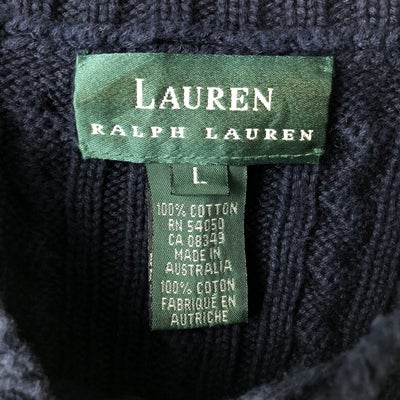 LAUREN
RALPH LAUREN
L
100% COTTON
RN 54050
CA 08349
MADE IN
AUSTRALIA
100% COTON
FABRIQUÉ EN
AUTRICHE